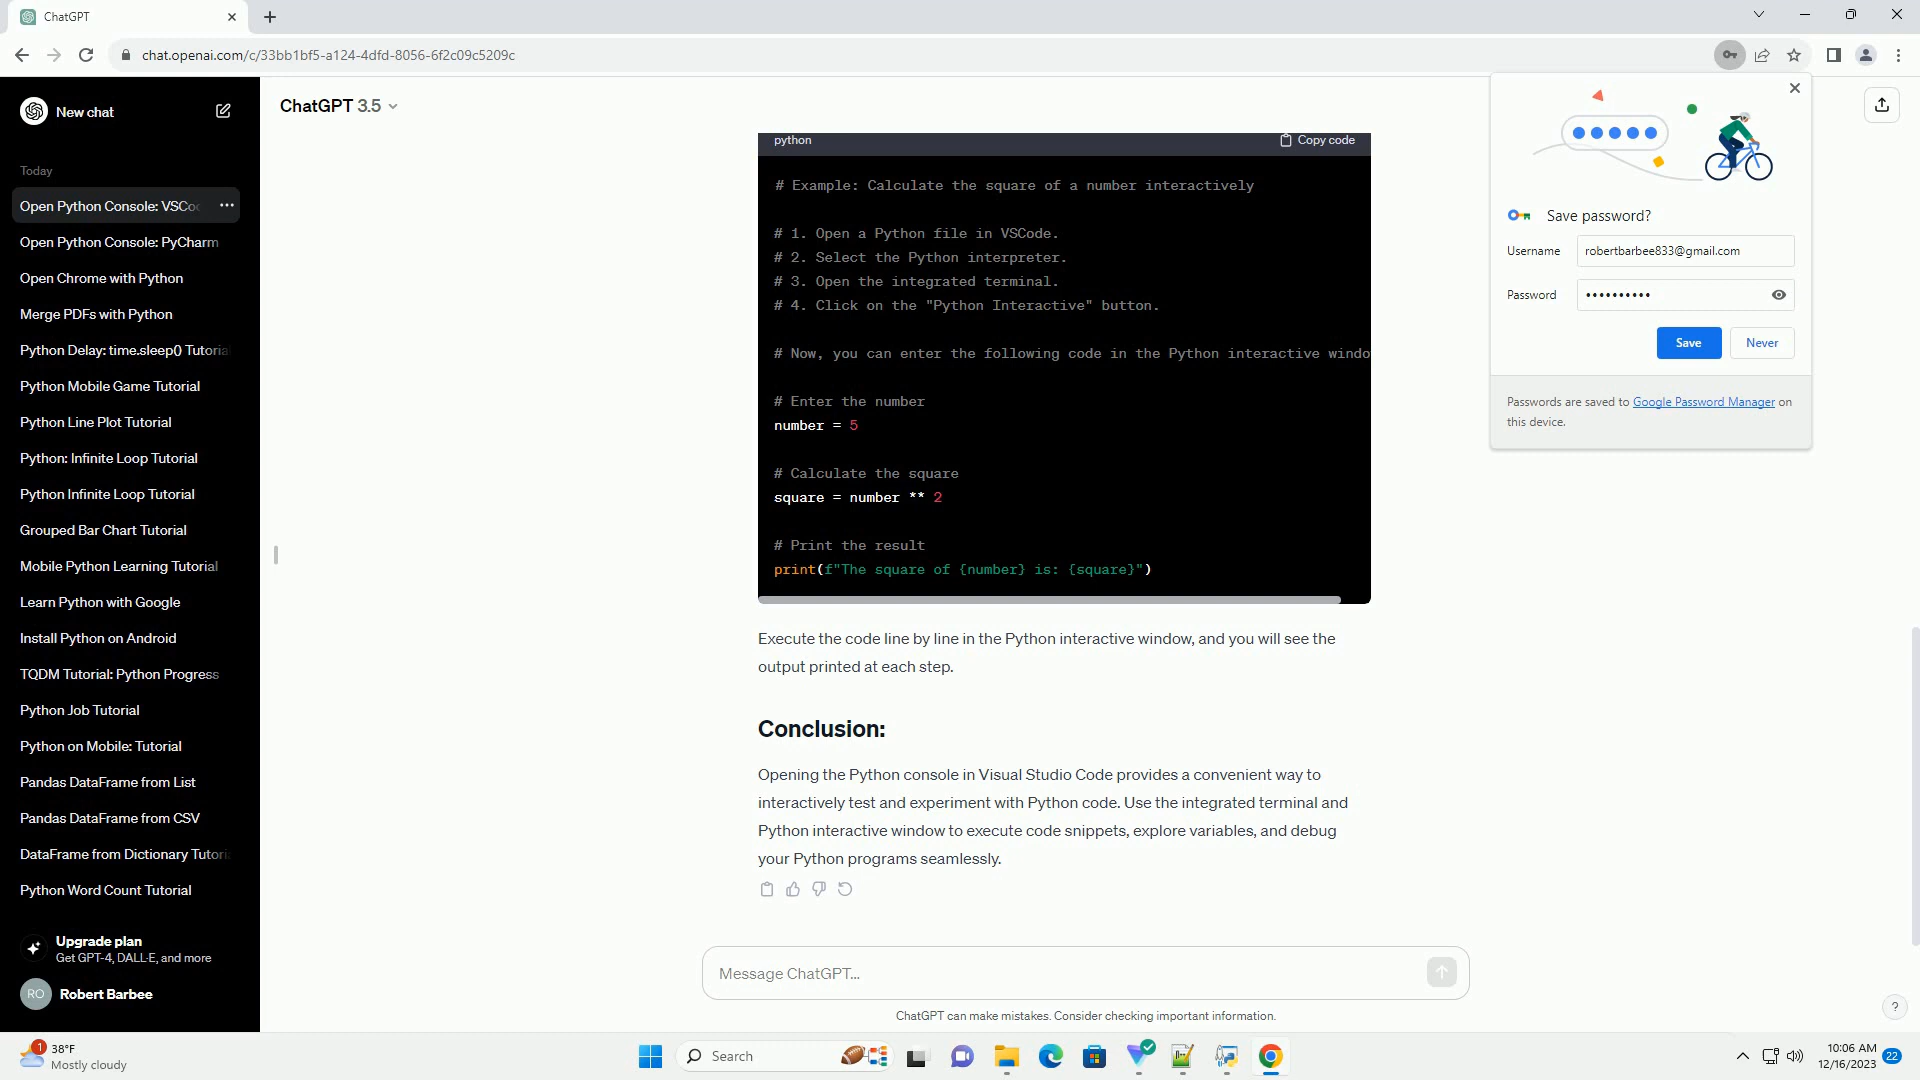 ChatGPT
chat.openai.com/c/33bb1bf5-a124-4dfd-8056-6f2c09c5209c
New chat
Today
Open Python Console: VSCo
Open Python Console: PyCharm
Open Chrome with Python
Merge PDFs with Python
Python Delay: time.sleep() Tutoria
Python Mobile Game Tutorial
Python Line Plot Tutorial
Python: Infinite Loop Tutorial
Python Infinite Loop Tutorial
Grouped Bar Chart Tutorial
Mobile Python Learning Tutorial
Learn Python with Google
Install Python on Android
TQDM Tutorial: Python Progress
Python Job Tutorial
Python on Mobile: Tutorial
Pandas DataFrame from List
Pandas DataFrame from CSV
DataFrame from Dictionary Tutori
Python Word Count Tutorial
Upgrade plan
Get GPT-4, DALL·E, and more
RO
Robert Barbee
ChatGPT 3.5
python
Copy code
# Example: Calculate the square of a number interactively
# 1. Open a Python file in VSCode.
# 2. Select the Python interpreter.
# 3. Open the integrated terminal.
# 4. Click on the "Python Interactive" button.
# Now, you can enter the following code in the Python interactive windo
# Enter the number
number = 5
# Calculate the square
square = number ** 2
# Print the result
print(f"The square of {number} is: {square}")
Execute the code line by line in the Python interactive window, and you will see the
output printed at each step.
Conclusion:
Opening the Python console in Visual Studio Code provides a convenient way to
interactively test and experiment with Python code. Use the integrated terminal and
Python interactive window to execute code snippets, explore variables, and debug
your Python programs seamlessly.
Message ChatGPT...
ChatGPT can make mistakes. Consider checking important information.
?
Save password?
Username
robertbarbee833@gmail.com
Password
••••••••••
Save
Never
Passwords are saved to Google Password Manager on
this device.
1
38°F
Mostly cloudy
Search
10:06 AM
12/16/2023
22